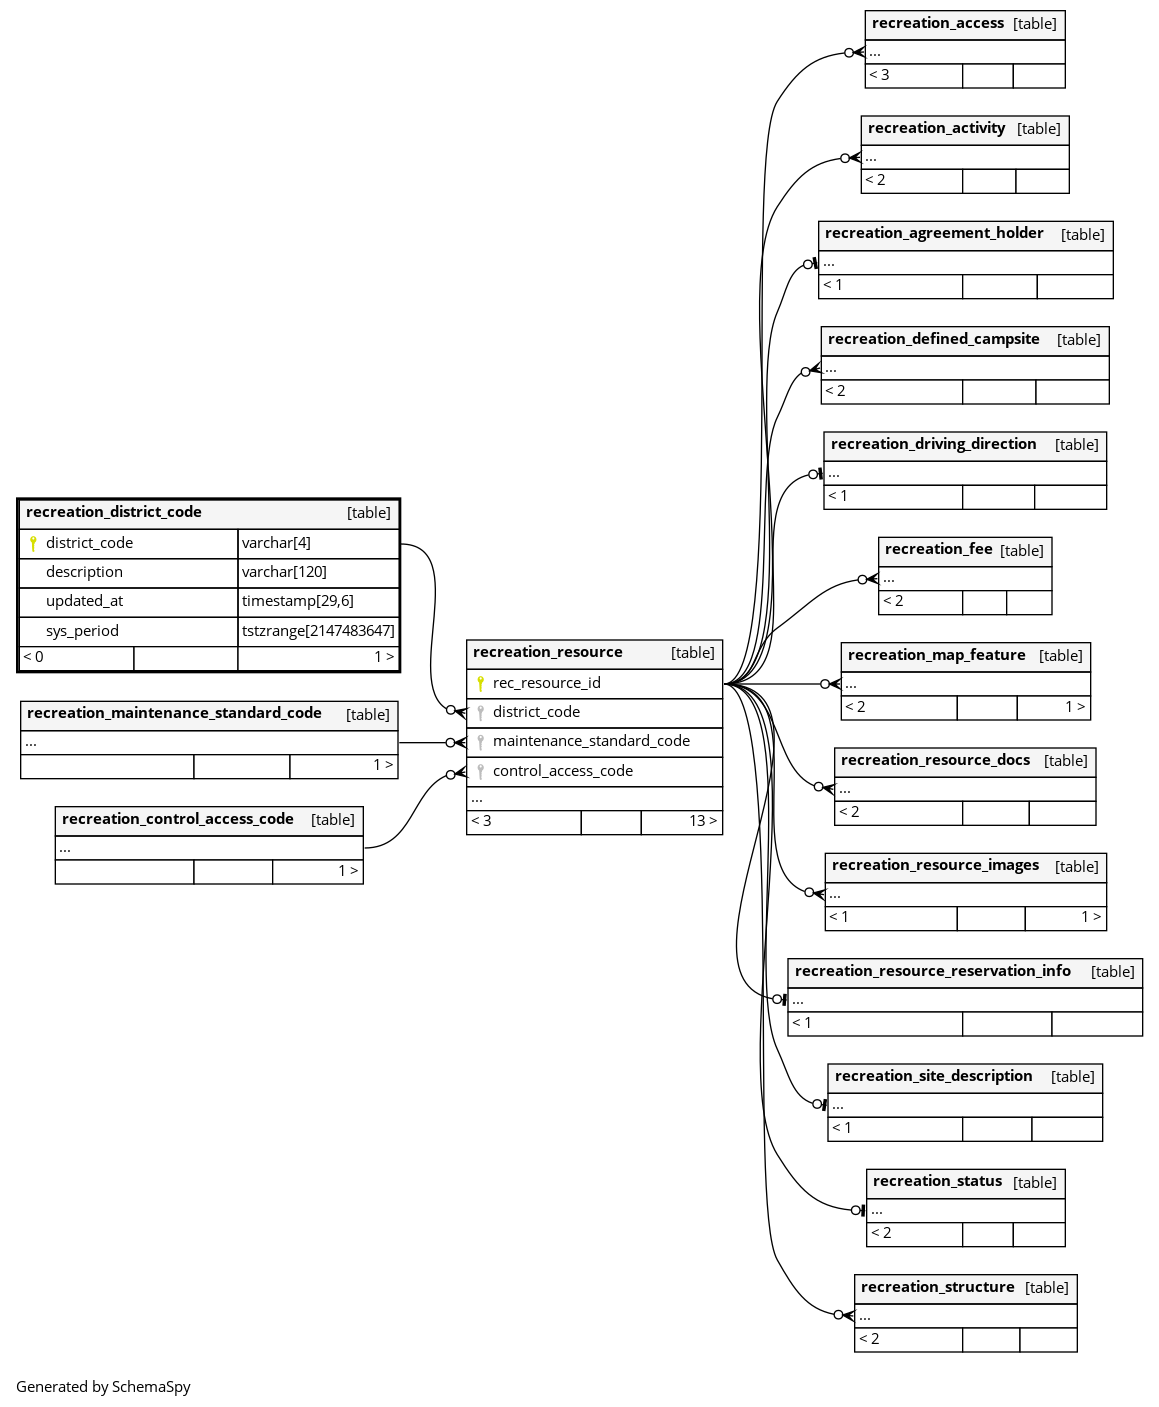 recreation_access [table]
...
< 3
recreation_activity [table]
...
< 2
recreation_agreement_holder [table]
...
< 1
recreation_defined_campsite [table]
...
< 2
recreation_driving_direction [table]
...
< 1
recreation_district_code [table]
district_code varchar[4]
description varchar[120]
updated_at timestamp[29,6]
sys_period tstzrange[2147483647]
< 0 1 >
recreation_fee [table]
...
< 2
recreation_resource [table]
rec_resource_id
district_code
maintenance_standard_code
control_access_code
...
< 3 13 >
recreation_map_feature [table]
...
< 2 1 >
recreation_maintenance_standard_code [table]
...
1 >
recreation_resource_docs [table]
...
< 2
recreation_control_access_code [table]
...
1 >
recreation_resource_images [table]
...
< 1 1 >
recreation_resource_reservation_info [table]
...
< 1
recreation_site_description [table]
...
< 1
recreation_status [table]
...
< 2
recreation_structure [table]
...
< 2
Generated by SchemaSpy